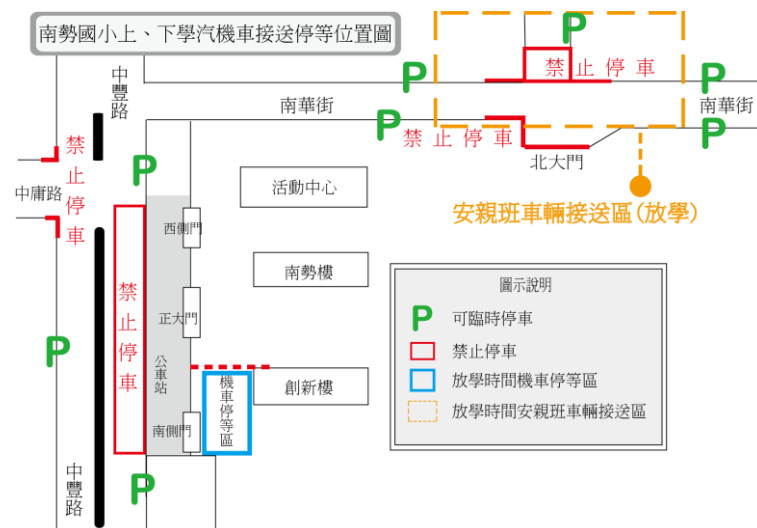 南勢國小上、下學汽機車接送停等位置圖
中豐路
P
P
禁止停車
P
南華街
南華街
P
禁止停車
P
北大門
禁止停車
P
中庸路
活動中心
安親班車輛接送區(放學)
西側門
南勢樓
禁止停車
正大門
P
公車站
創新樓
機車停等區
南側門
中豐路
P
圖示說明
P 可臨時停車
禁止停車
放學時間機車停等區
放學時間安親班車輛接送區